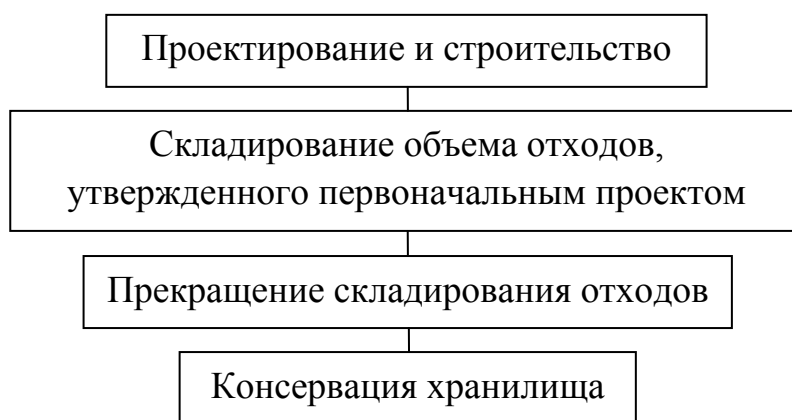 Проектирование и строительство
Складирование объема отходов,
утвержденного первоначальным проектом
Прекращение складирования отходов
Консервация хранилища